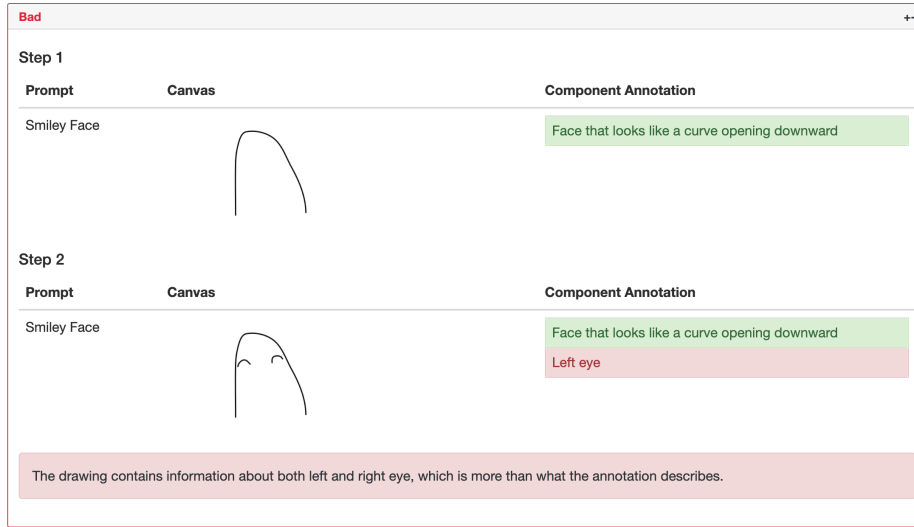 Bad
Step 1
Prompt Canvas Component Annotation
Smiley Face Face that looks like a curve opening downward
Step 2
Prompt Canvas Component Annotation
Smiley Face Face that looks like a curve opening downward
Left eye
The drawing contains information about both left and right eye, which is more than what the annotation describes.